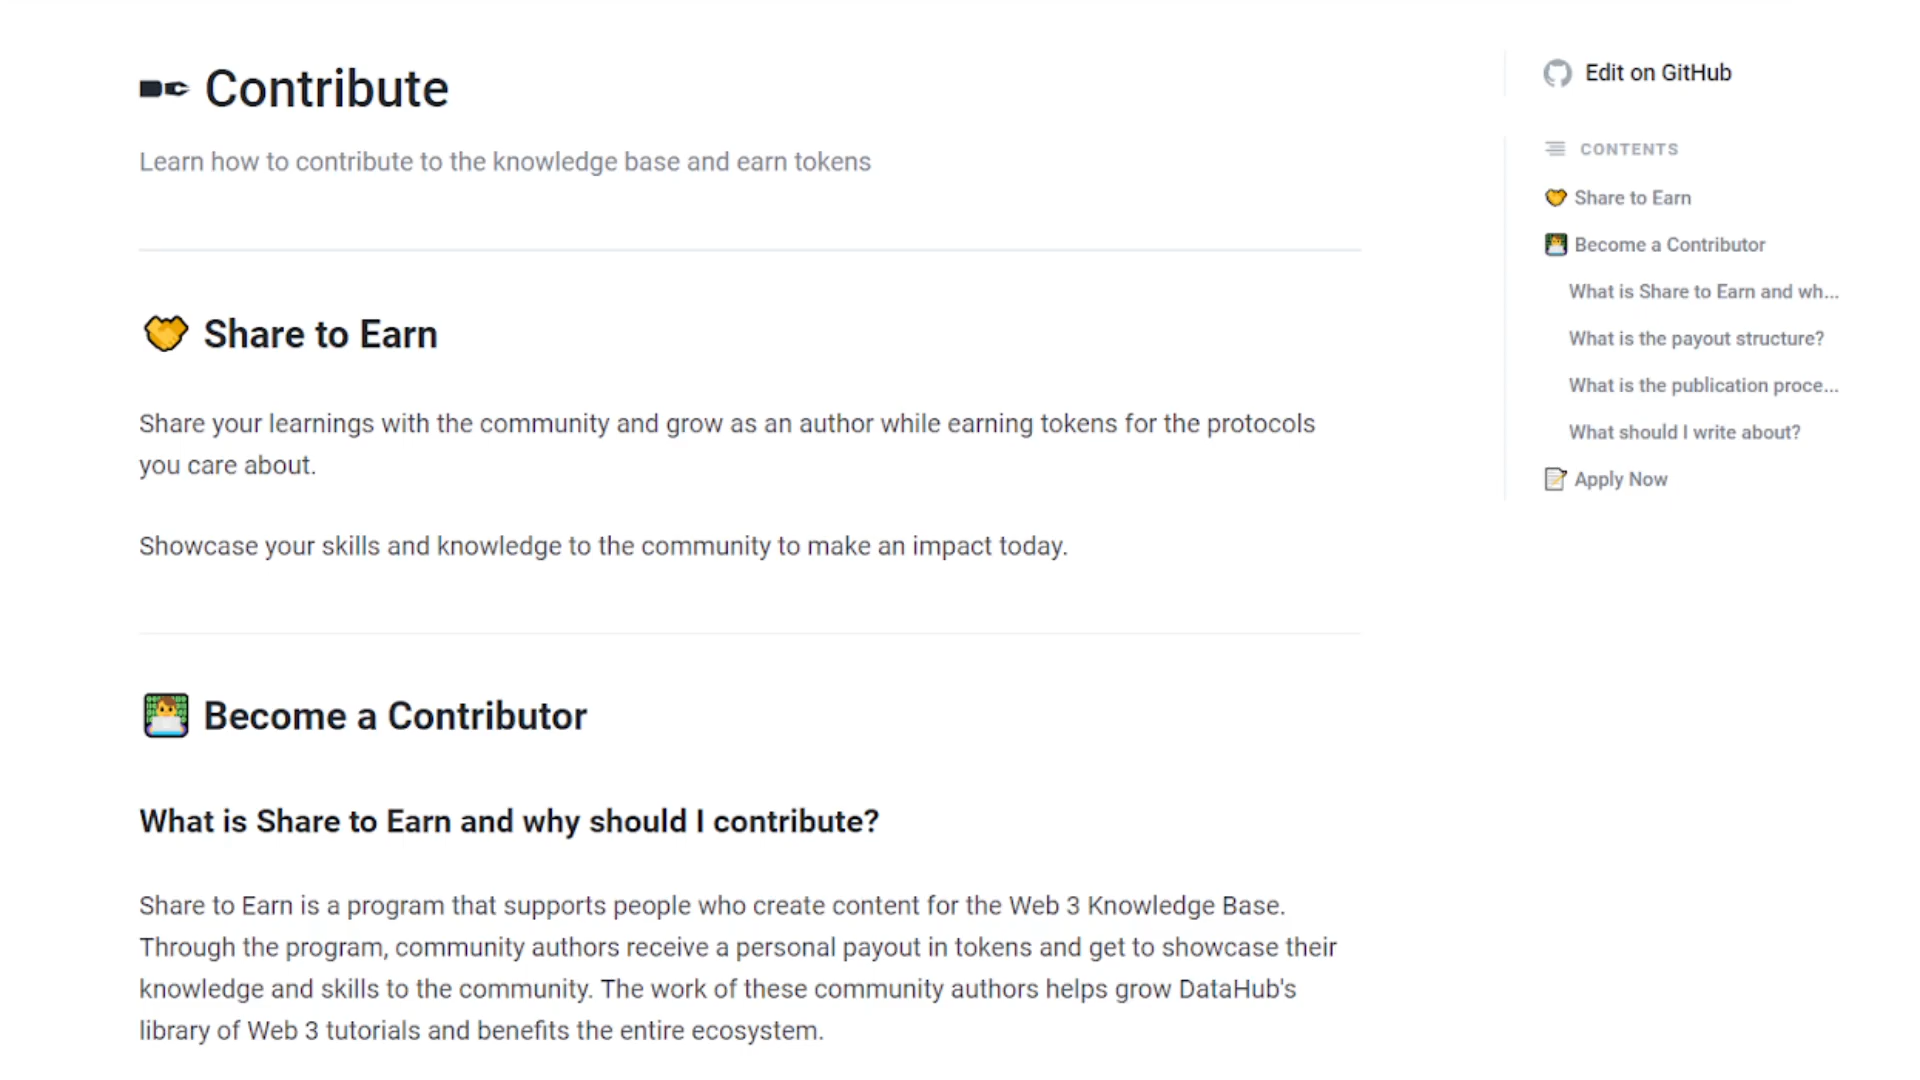 Contribute
Learn how to contribute to the knowledge base and earn tokens
Share to Earn
Share your learnings with the community and grow as an author while earning tokens for the protocols
you care about.
Showcase your skills and knowledge to the community to make an impact today.
Become a Contributor
What is Share to Earn and why should I contribute?
Share to Earn is a program that supports people who create content for the Web 3 Knowledge Base.
Through the program, community authors receive a personal payout in tokens and get to showcase their
knowledge and skills to the community. The work of these community authors helps grow DataHub's
library of Web 3 tutorials and benefits the entire ecosystem.
Edit on GitHub
CONTENTS
Share to Earn
Become a Contributor
What is Share to Earn and wh...
What is the payout structure?
What is the publication proce...
What should I write about?
Apply Now